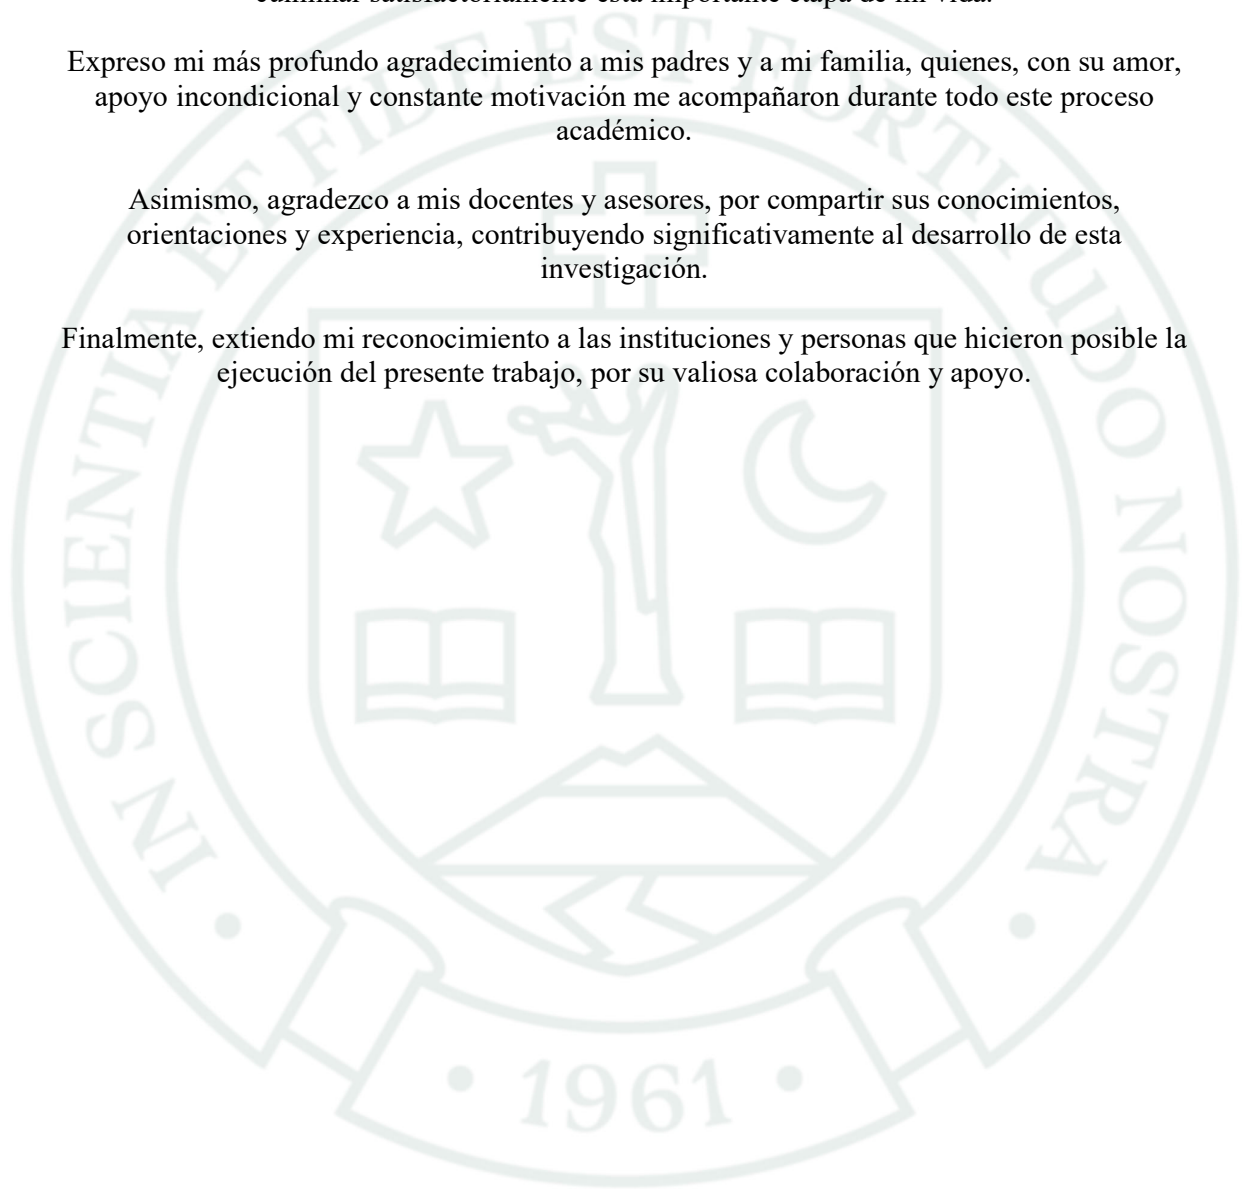 culminar satisfactoriamente esta importante etapa de mi vida.
Expreso mi más profundo agradecimiento a mis padres y a mi familia, quienes, con su amor,
apoyo incondicional y constante motivación me acompañaron durante todo este proceso
académico.
Asimismo, agradezco a mis docentes y asesores, por compartir sus conocimientos,
orientaciones y experiencia, contribuyendo significativamente al desarrollo de esta
investigación.
Finalmente, extiendo mi reconocimiento a las instituciones y personas que hicieron posible la
ejecución del presente trabajo, por su valiosa colaboración y apoyo.
IN SCIENTIA ET FIDE EST FORTITUDO NOSTRA
• 1961 •